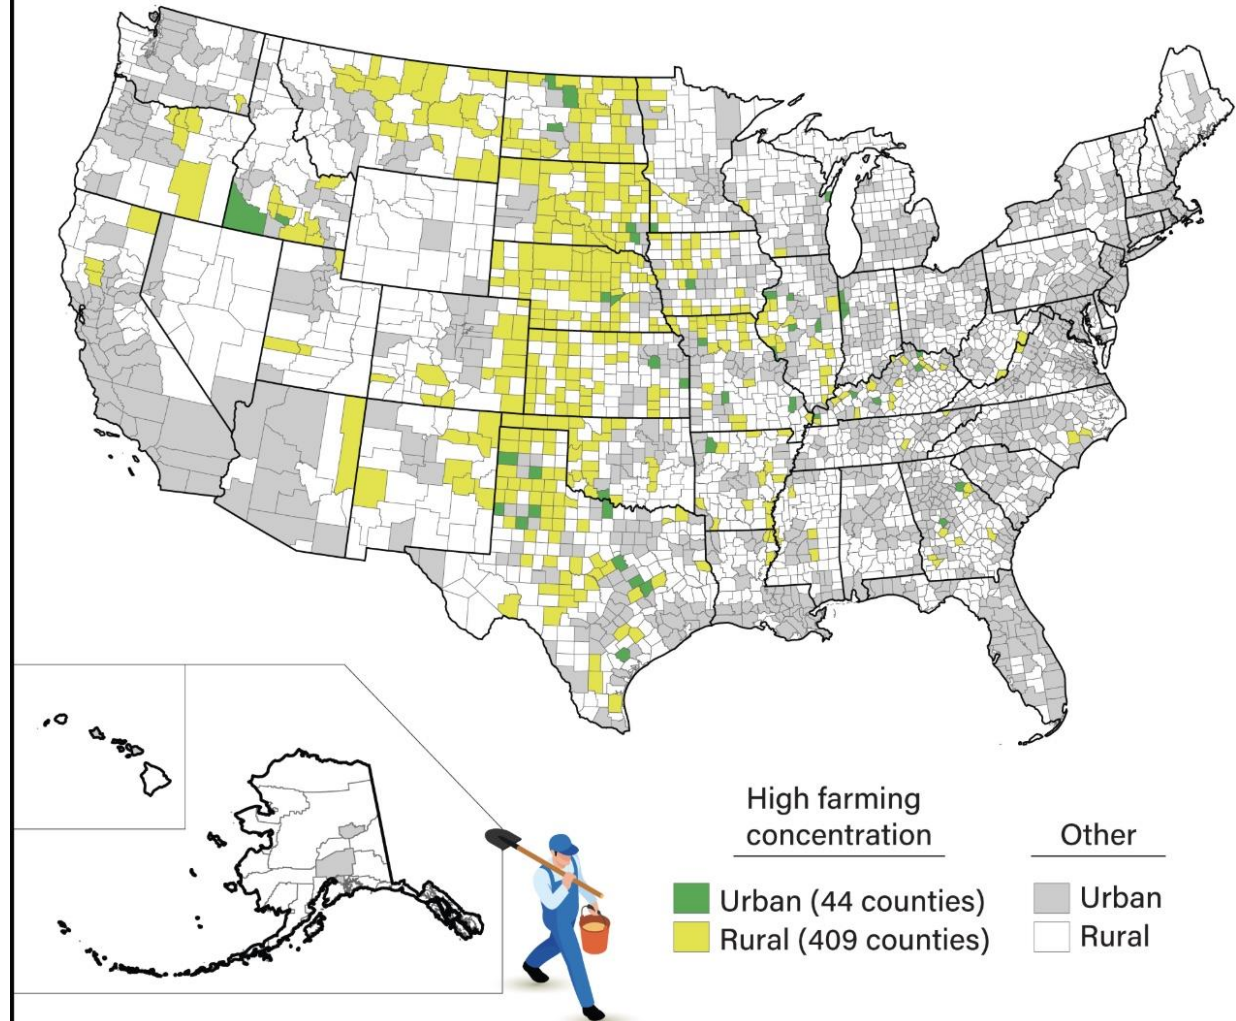 High farming
concentration
Urban (44 counties)
Rural (409 counties)
Other
Urban
Rural